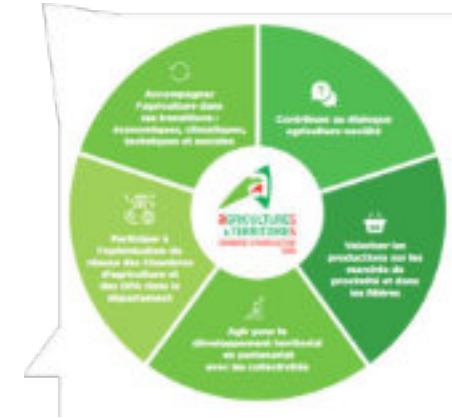 Accompagner
l'agriculture dans
ses transitions :
économiques, climatiques,
techniques et sociales
Contribuer au dialogue
agriculture-société
Valoriser les
productions sur les
marchés de
proximité et dans
les filières
Agir pour le
développement territorial
en partenariat
avec les collectivités
Participer à
l'optimisation du
réseau des Chambres
d'agriculture et
des OPA dans le
département
AGRICULTURES
& TERRITOIRES
CHAMBRE D'AGRICULTURE